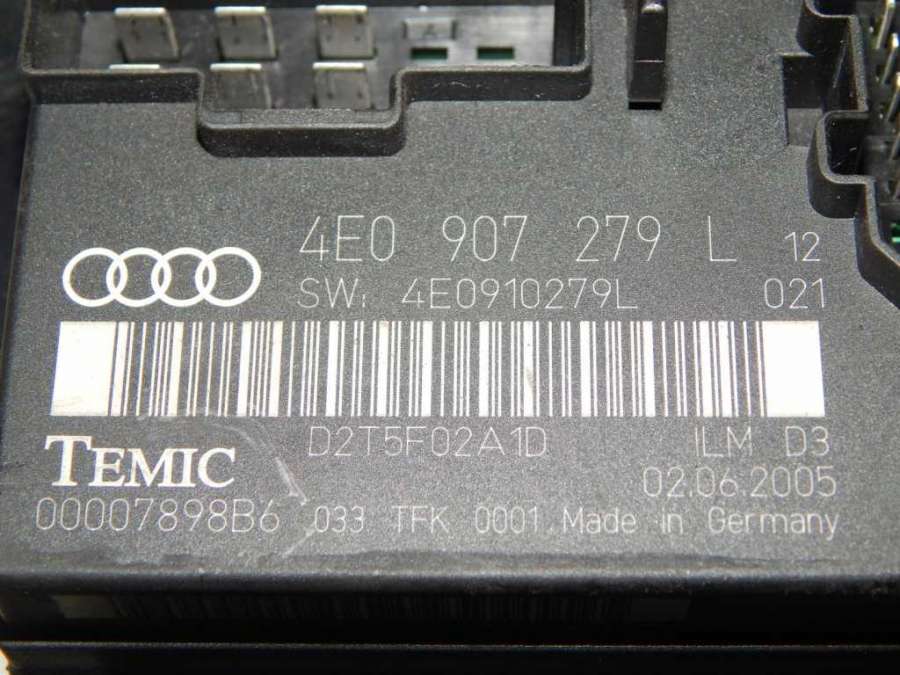 4E0 907 279 L 12
SW: 4E0910279L 021
D2T5F02A1D ILM D3
TEMIC 02.06.2005
00007898B6 033 TFK 0001 Made in Germany